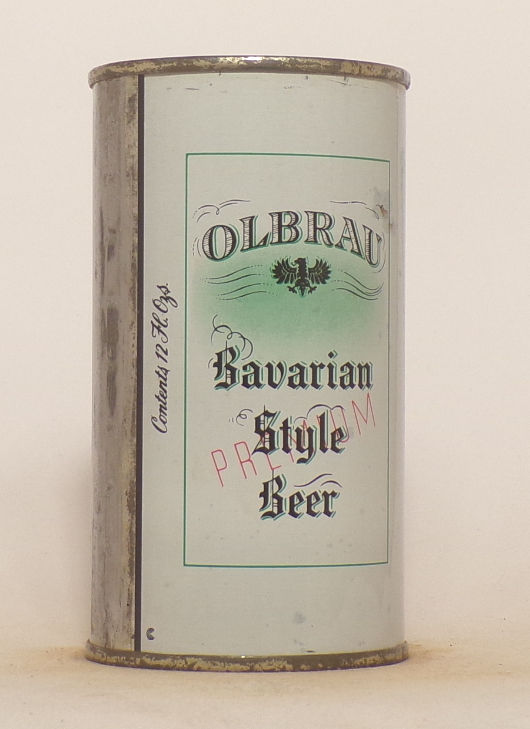 OLBRAU
Bavarian
Style
PREMIUM
Beer
Contents 12 Fl. Ozs.
C